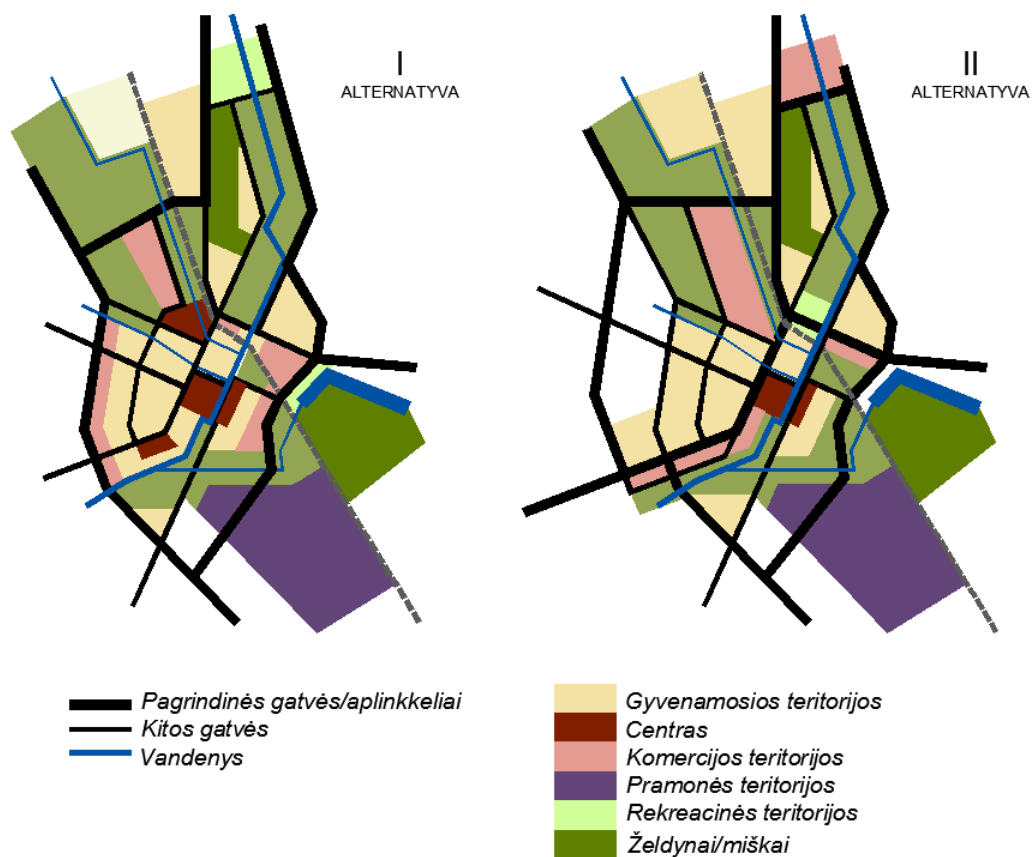 I
ALTERNATYVA
II
ALTERNATYVA
Pagrindinės gatvės/aplinkkeliai
Kitos gatvės
Vandenys
Gyvenamosios teritorijos
Centras
Komercijos teritorijos
Pramonės teritorijos
Rekreacinės teritorijos
Želdynai/miškai